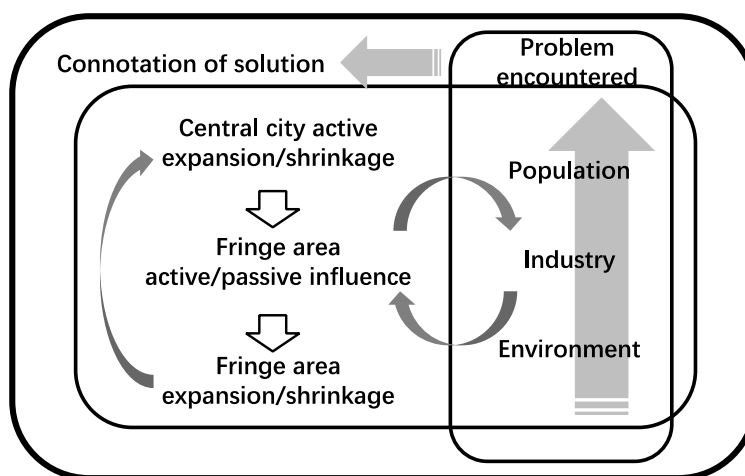 Problem
encountered
Connotation of solution
Central city active
expansion/shrinkage
Population
Fringe area
active/passive influence
Industry
Environment
Fringe area
expansion/shrinkage